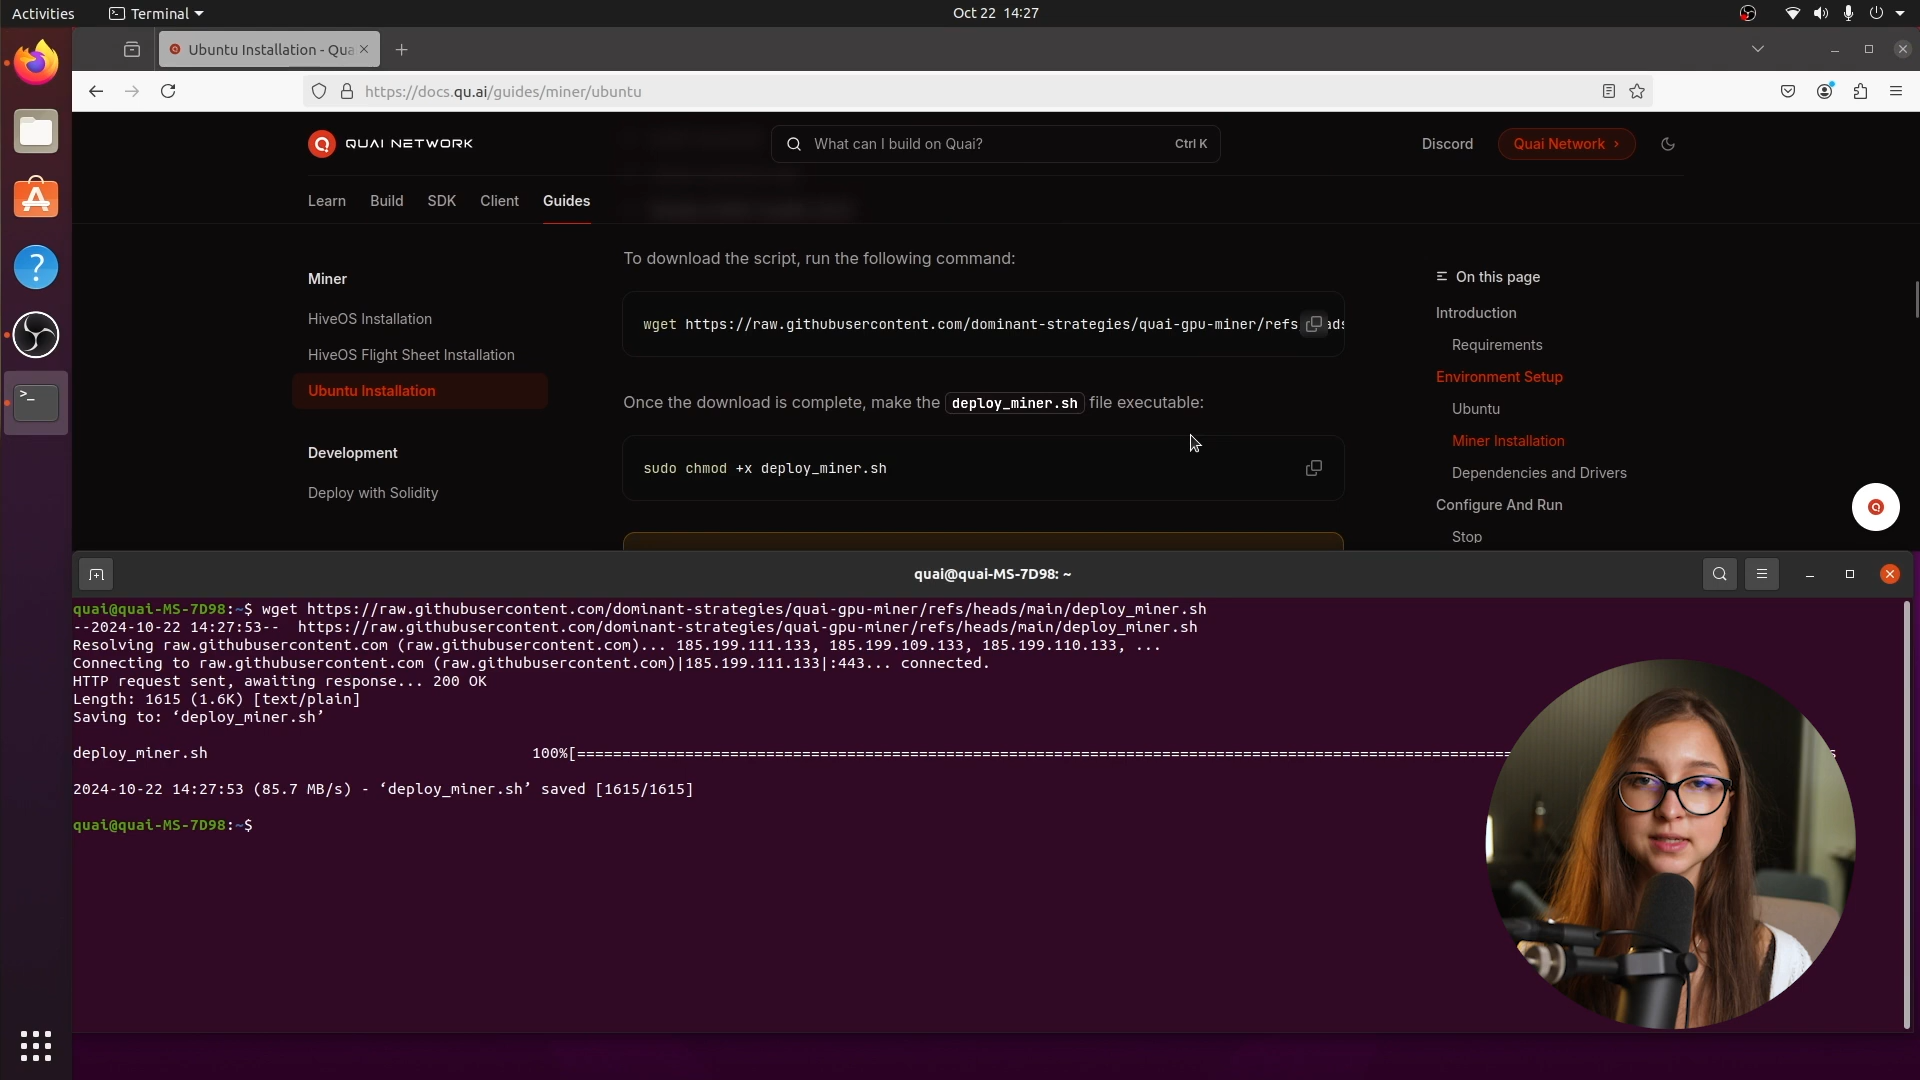 Activities
Terminal
Oct 22 14:27
Ubuntu Installation - Qua
https://docs.qu.ai/guides/miner/ubuntu
QUAI NETWORK
What can I build on Quai?
Ctrl K
Discord
Quai Network ›
Learn
Build
SDK
Client
Guides
Miner
HiveOS Installation
HiveOS Flight Sheet Installation
Ubuntu Installation
Development
Deploy with Solidity
To download the script, run the following command:
wget https://raw.githubusercontent.com/dominant-strategies/quai-gpu-miner/refs
Once the download is complete, make the deploy_miner.sh file executable:
sudo chmod +x deploy_miner.sh
On this page
Introduction
Requirements
Environment Setup
Ubuntu
Miner Installation
Dependencies and Drivers
Configure And Run
Stop
quai@quai-MS-7D98: ~
quai@quai-MS-7D98:~$ wget https://raw.githubusercontent.com/dominant-strategies/quai-gpu-miner/refs/heads/main/deploy_miner.sh
--2024-10-22 14:27:53--  https://raw.githubusercontent.com/dominant-strategies/quai-gpu-miner/refs/heads/main/deploy_miner.sh
Resolving raw.githubusercontent.com (raw.githubusercontent.com)... 185.199.111.133, 185.199.109.133, 185.199.110.133, ...
Connecting to raw.githubusercontent.com (raw.githubusercontent.com)|185.199.111.133|:443... connected.
HTTP request sent, awaiting response... 200 OK
Length: 1615 (1.6K) [text/plain]
Saving to: ‘deploy_miner.sh’
deploy_miner.sh 100%[=====================================================================================
2024-10-22 14:27:53 (85.7 MB/s) - ‘deploy_miner.sh’ saved [1615/1615]
quai@quai-MS-7D98:~$